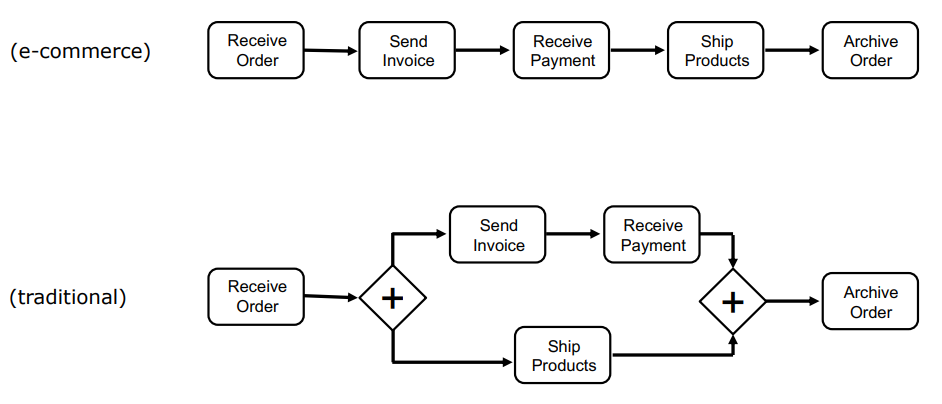 (e-commerce)
Receive
Order
Send
Invoice
Receive
Payment
Ship
Products
Archive
Order
(traditional)
Receive
Order
+
Send
Invoice
Receive
Payment
Ship
Products
+
Archive
Order